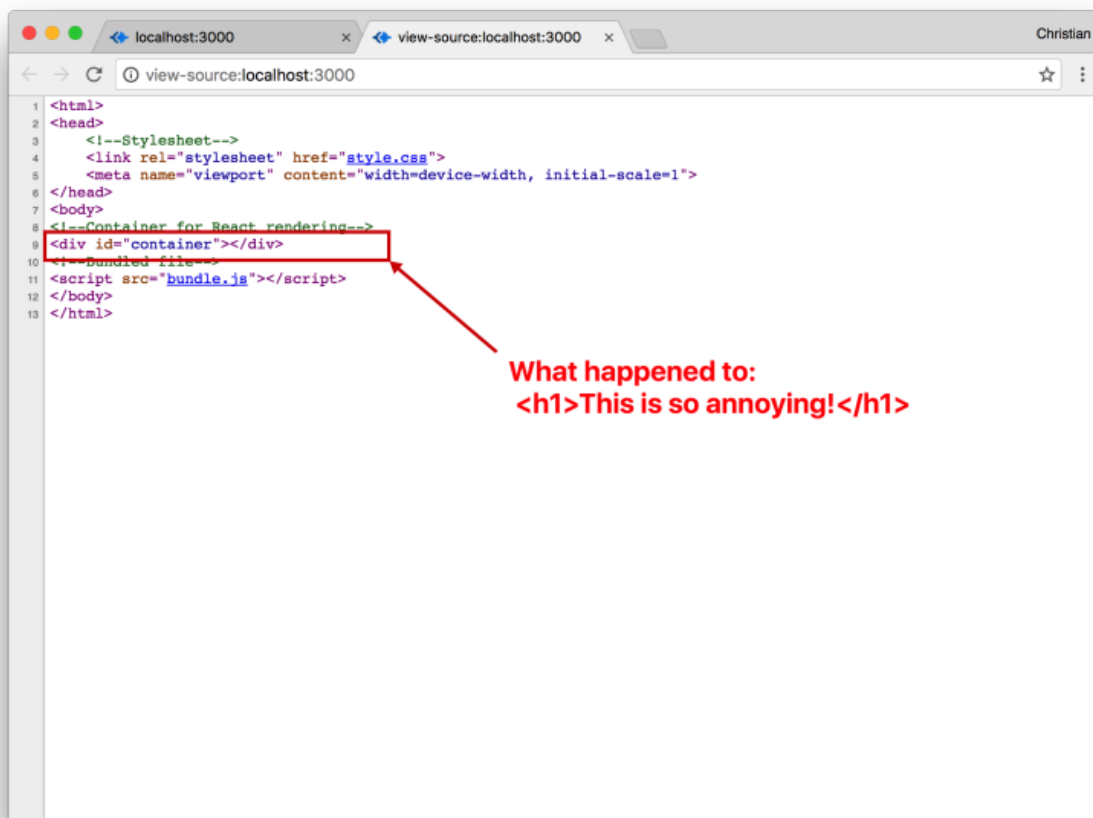 localhost:3000 × view-source:localhost:3000 × Christian
view-source:localhost:3000
1 <html>
2 <head>
3 <!--Stylesheet-->
4 <link rel="stylesheet" href="style.css">
5 <meta name="viewport" content="width=device-width, initial-scale=1">
6 </head>
7 <body>
8 <!--Container for React rendering-->
9 <div id="container"></div>
10 <!--Bundled file-->
11 <script src="bundle.js"></script>
12 </body>
13 </html>
What happened to:
<h1>This is so annoying!</h1>